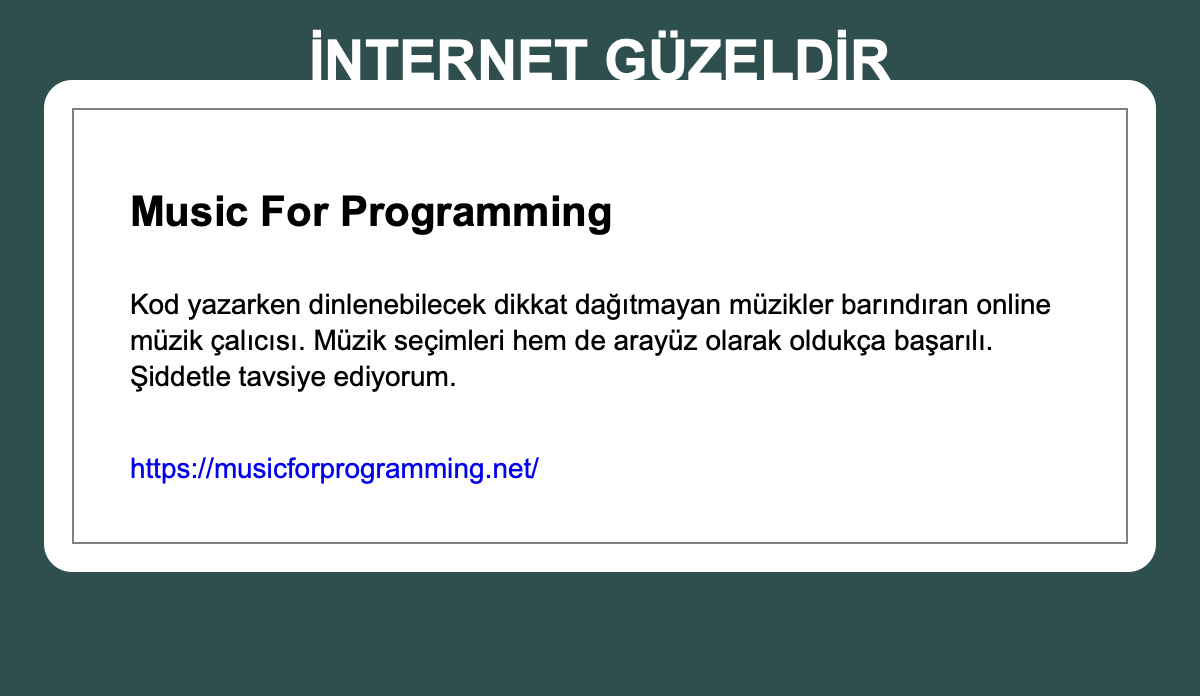 İNTERNET GÜZELDİR
Music For Programming
Kod yazarken dinlenebilecek dikkat dağıtmayan müzikler barındıran online
müzik çalıcısı. Müzik seçimleri hem de arayüz olarak oldukça başarılı.
Şiddetle tavsiye ediyorum.
https://musicforprogramming.net/